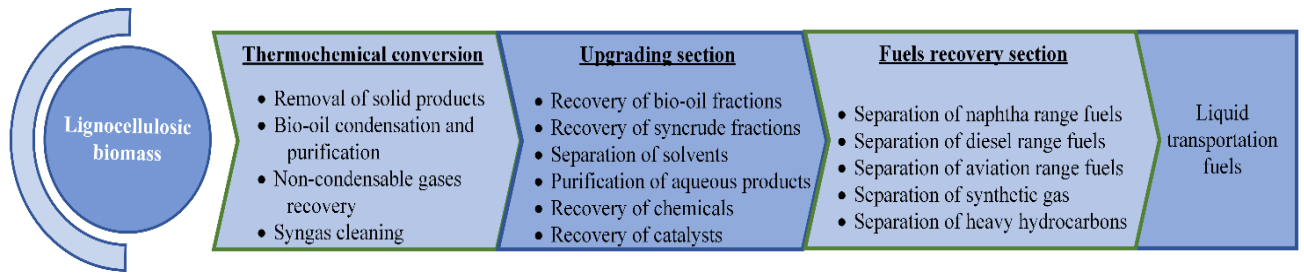 Lignocellulosic
biomass
Thermochemical conversion
• Removal of solid products
• Bio-oil condensation and
purification
• Non-condensable gases
recovery
• Syngas cleaning
Upgrading section
• Recovery of bio-oil fractions
• Recovery of syncrude fractions
• Separation of solvents
• Purification of aqueous products
• Recovery of chemicals
• Recovery of catalysts
Fuels recovery section
• Separation of naphtha range fuels
• Separation of diesel range fuels
• Separation of aviation range fuels
• Separation of synthetic gas
• Separation of heavy hydrocarbons
Liquid
transportation
fuels